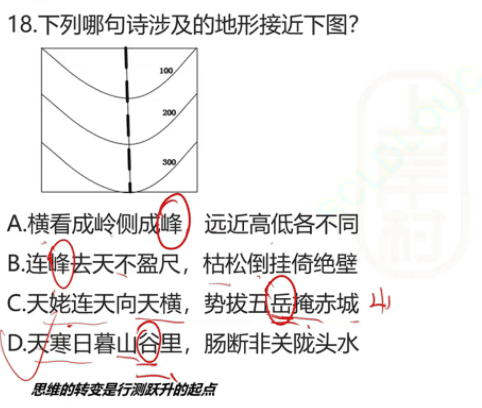 18.下列哪句诗涉及的地形接近下图?
100
200
300
A.横看成岭侧成峰，远近高低各不同
B.连峰去天不盈尺，枯松倒挂倚绝壁
C.天姥连天向天横，势拔五岳掩赤城 山
D.天寒日暮山谷里，肠断非关陇头水
思维的转变是行测跃升的起点